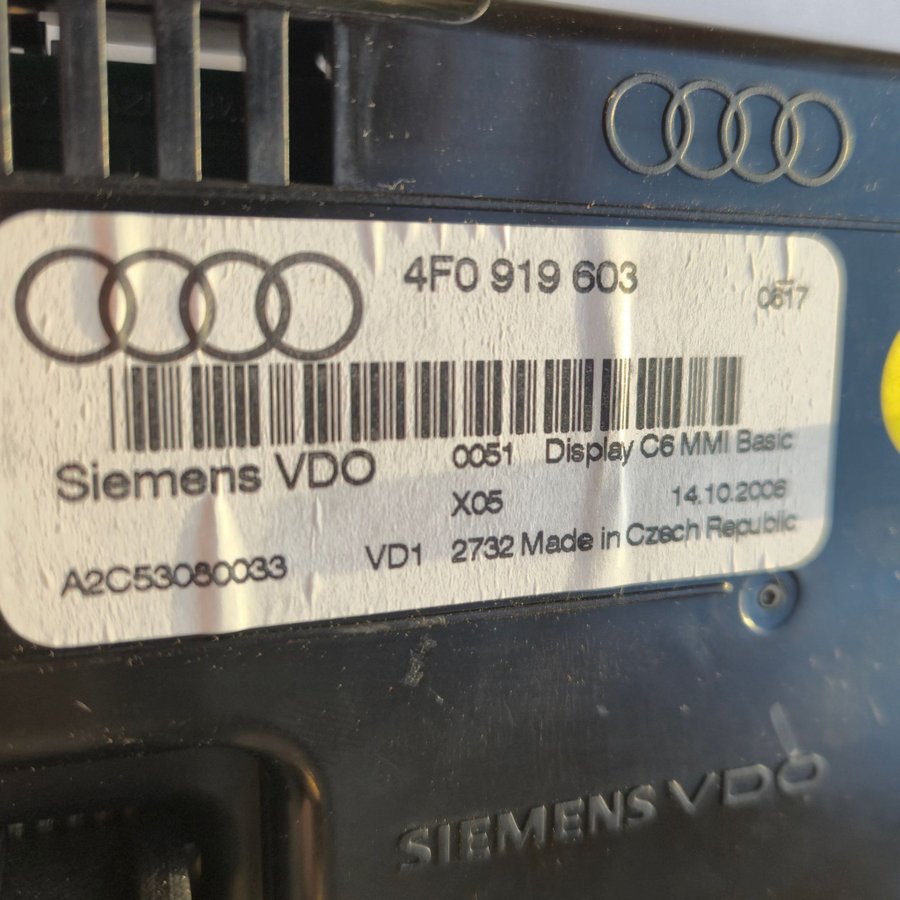 4F0 919 603
0617
Siemens VDO
0051 Display C6 MMI Basic
X05 14.10.2006
A2C53080033 VD1 2732 Made in Czech Republic
SIEMENS VDO